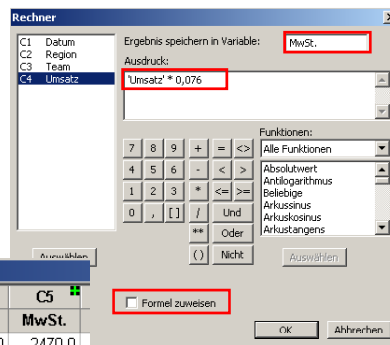 Rechner
C1 Datum
C2 Region
C3 Team
C4 Umsatz
Ergebnis speichern in Variable: MwSt.
Ausdruck:
'Umsatz' * 0,076
Funktionen:
7 8 9 + = <> Alle Funktionen
4 5 6 - < > Absolutwert
Antilogarithmus
1 2 3 * <= >= Beliebige
Arkussinus
0 , [] / Und Arkuskosinus
** Oder Arkustangens
() Nicht Auswählen
Auswählen
C5
MwSt.
2470,0
Formel zuweisen
OK Abbrechen